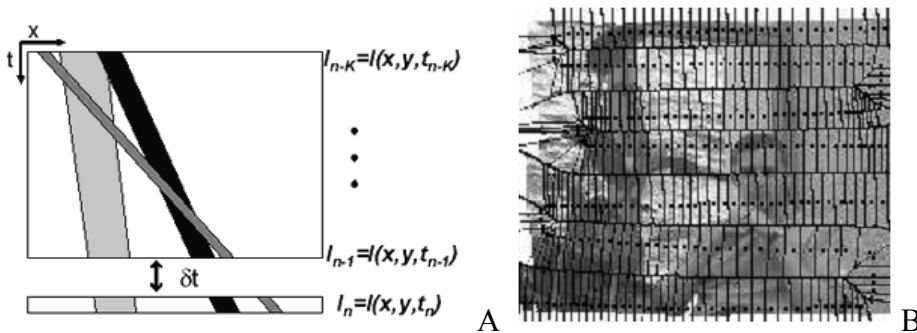 x
t
I_{n-K}=I(x,y,t_{n-K})
I_{n-1}=I(x,y,t_{n-1})
δt
I_n=I(x,y,t_n)
A
B